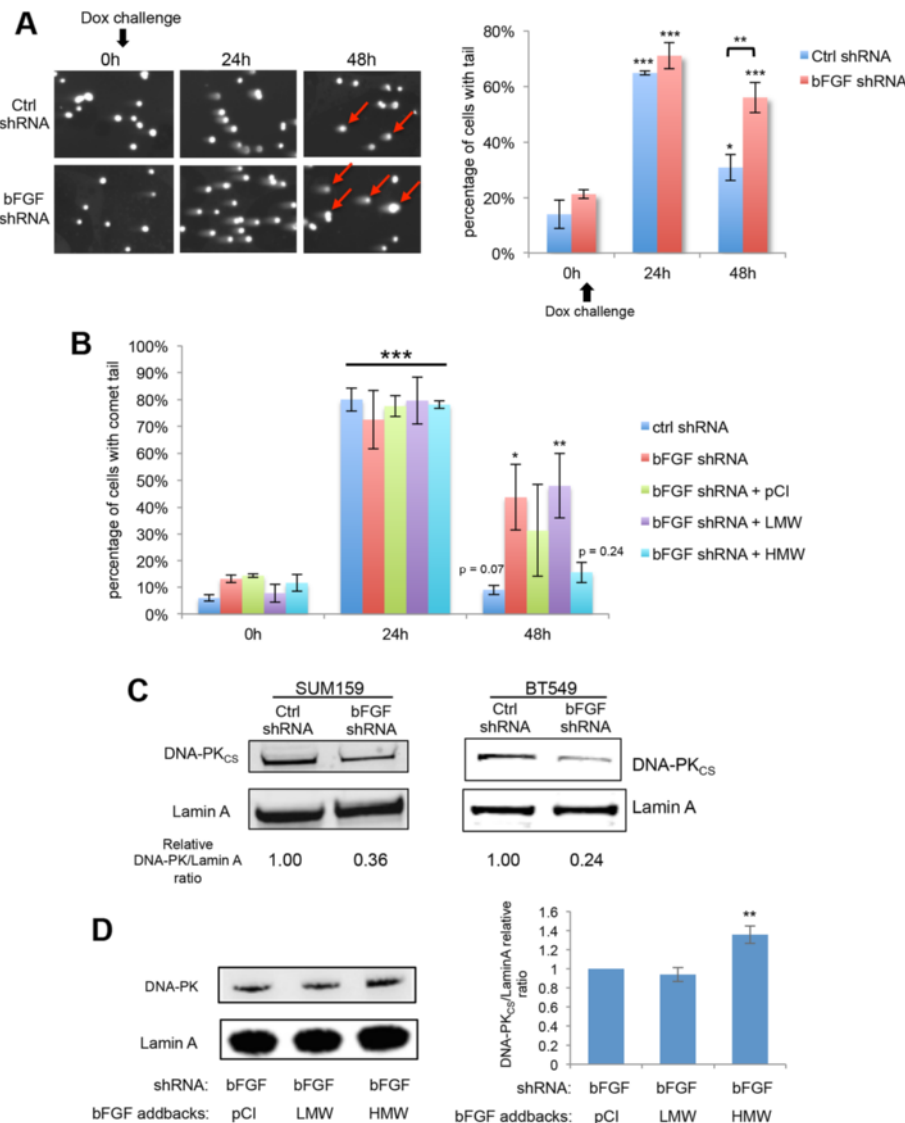 A
Dox challenge
0h 24h 48h
Ctrl
shRNA
bFGF
shRNA
percentage of cells with tail
80%
60%
40%
20%
0%
*** *** ** * ***
0h 24h 48h
Dox challenge
Ctrl shRNA
bFGF shRNA
B
percentage of cells with comet tail
100%
90%
80%
70%
60%
50%
40%
30%
20%
10%
0%
***
p = 0.07 * ** p = 0.24
0h 24h 48h
ctrl shRNA
bFGF shRNA
bFGF shRNA + pCI
bFGF shRNA + LMW
bFGF shRNA + HMW
C
SUM159
Ctrl
shRNA
bFGF
shRNA
DNA-PKCS
Lamin A
Relative
DNA-PK/Lamin A
ratio
1.00 0.36
BT549
Ctrl
shRNA
bFGF
shRNA
DNA-PKCS
Lamin A
1.00 0.24
D
DNA-PK
Lamin A
shRNA: bFGF bFGF bFGF
bFGF addbacks: pCI LMW HMW
DNA-PKCS/LaminA relative
ratio
1.6
1.4
1.2
1
0.8
0.6
0.4
0.2
0
**
shRNA: bFGF bFGF bFGF
bFGF addbacks: pCI LMW HMW